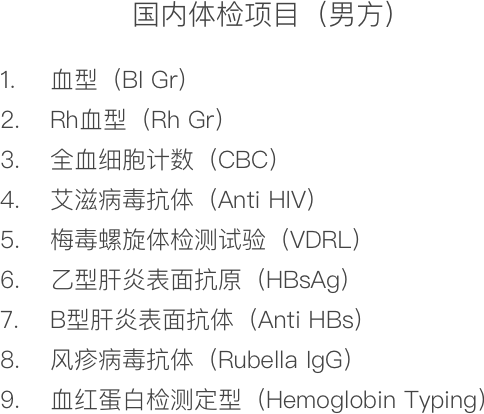 国内体检项目（男方）
1. 血型（Bl Gr）
2. Rh血型（Rh Gr）
3. 全血细胞计数（CBC）
4. 艾滋病毒抗体（Anti HIV）
5. 梅毒螺旋体检测试验（VDRL）
6. 乙型肝炎表面抗原（HBsAg）
7. B型肝炎表面抗体（Anti HBs）
8. 风疹病毒抗体（Rubella IgG）
9. 血红蛋白检测定型（Hemoglobin Typing）